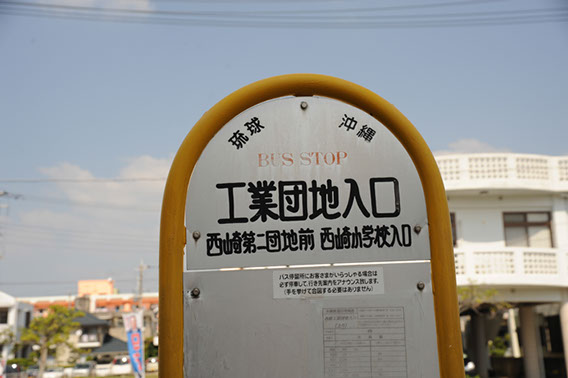 琉球 沖縄
BUS STOP
工業団地入口
西崎第二団地前 西崎小学校入口
バス停留所にお客さまがいらっしゃる場合は
必ず停車して、行き先案内をアナウンス致します。
(手を挙げて合図する必要はありません)